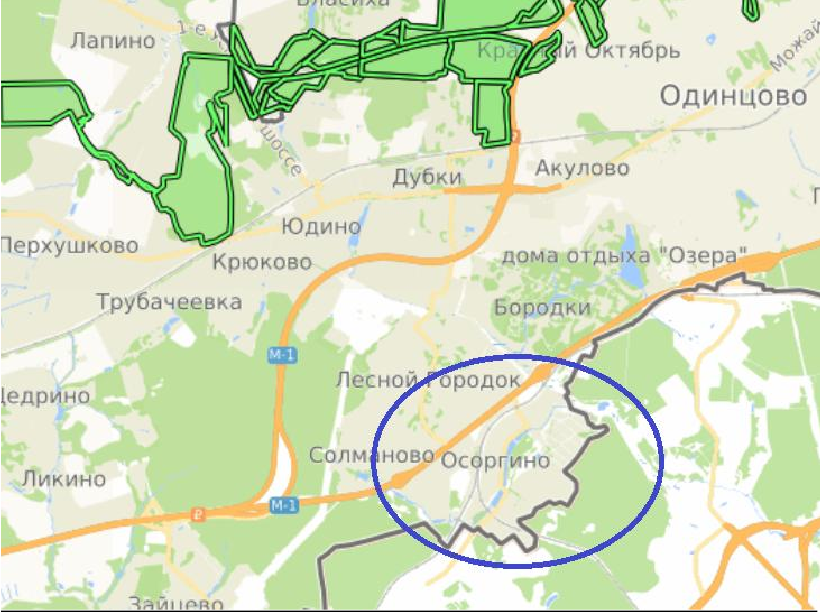 Власиха
Лапино
1-е
Красный Октябрь
Можай
Одинцово
шоссе
Дубки
Акулово
Юдино
Перхушково
Крюково
дома отдыха "Озера"
Трубачеевка
Бородки
М-1
Лесной Городок
Дедрино
Солманово
Осоргино
Ликино
М-1
Р
Зайцево